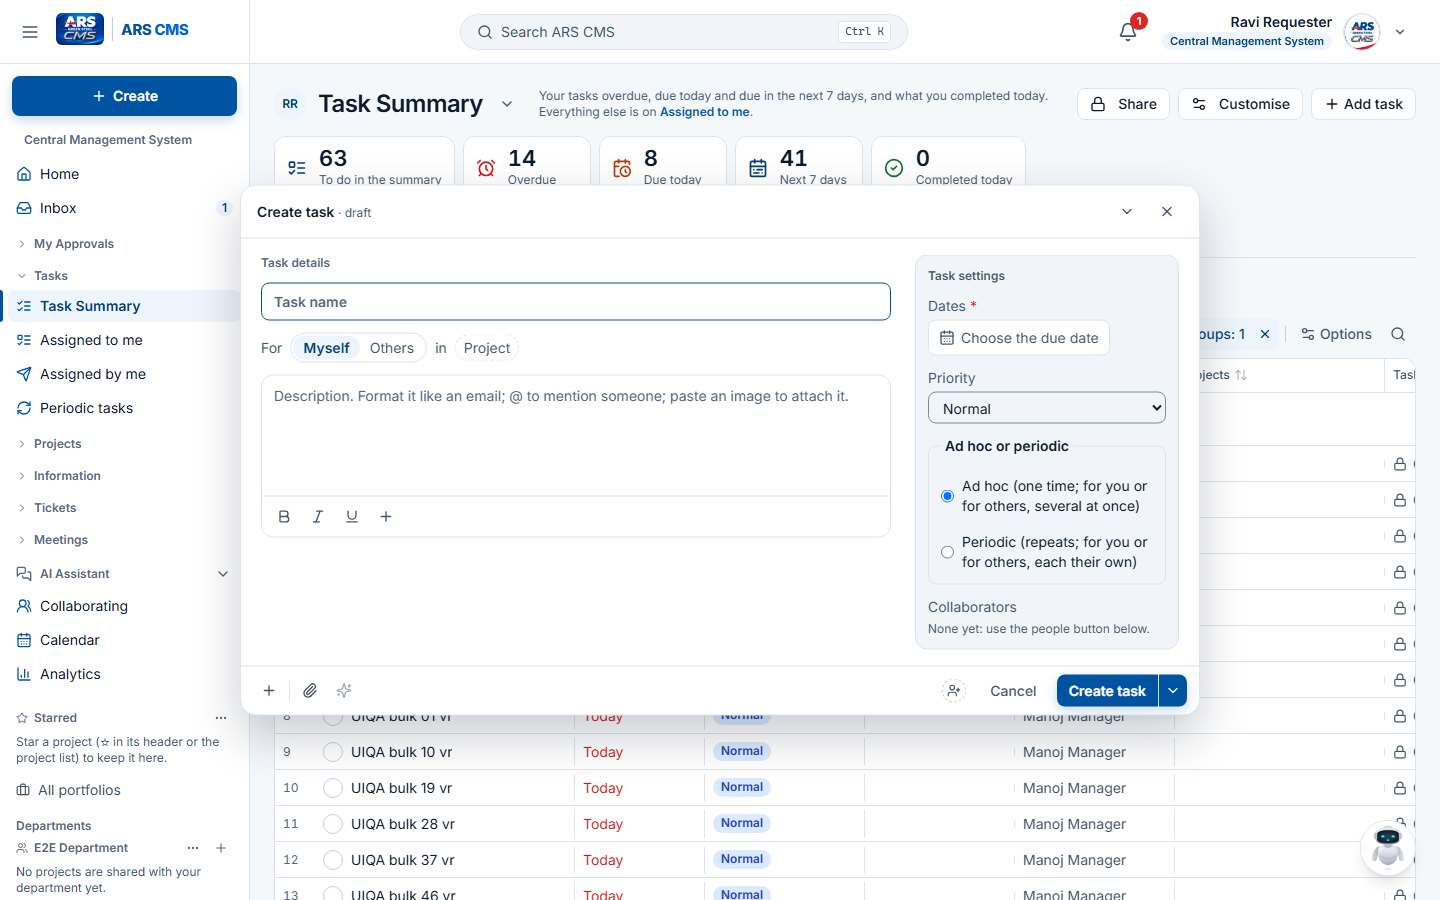 ARS
CMS
ARS CMS
Search ARS CMS
Ctrl K
1
Ravi Requester
Central Management System
ARS
CMS
Create
Central Management System
Home
Inbox
1
My Approvals
Tasks
Task Summary
Assigned to me
Assigned by me
Periodic tasks
Projects
Information
Tickets
Meetings
AI Assistant
Collaborating
Calendar
Analytics
Starred
Star a project (☆ in its header or the
project list) to keep it here.
All portfolios
Departments
E2E Department
No projects are shared with your
department yet.
RR
Task Summary
Your tasks overdue, due today and due in the next 7 days, and what you completed today.
Everything else is on Assigned to me.
Share
Customise
Add task
63
To do in the summary
14
Overdue
8
Due today
41
Next 7 days
0
Completed today
Create task · draft
Task details
Task name
For Myself Others in Project
Description. Format it like an email; @ to mention someone; paste an image to attach it.
B I U +
Task settings
Dates *
Choose the due date
Priority
Normal
Ad hoc or periodic
Ad hoc (one time; for you or
for others, several at once)
Periodic (repeats; for you or
for others, each their own)
Collaborators
None yet: use the people button below.
Cancel
Create task
oups: 1
Options
ojects
8 UIQA bulk 01 vr Today Normal Manoj Manager
9 UIQA bulk 10 vr Today Normal Manoj Manager
10 UIQA bulk 19 vr Today Normal Manoj Manager
11 UIQA bulk 28 vr Today Normal Manoj Manager
12 UIQA bulk 37 vr Today Normal Manoj Manager
13 UIQA bulk 46 vr Today Normal Manoj Manager